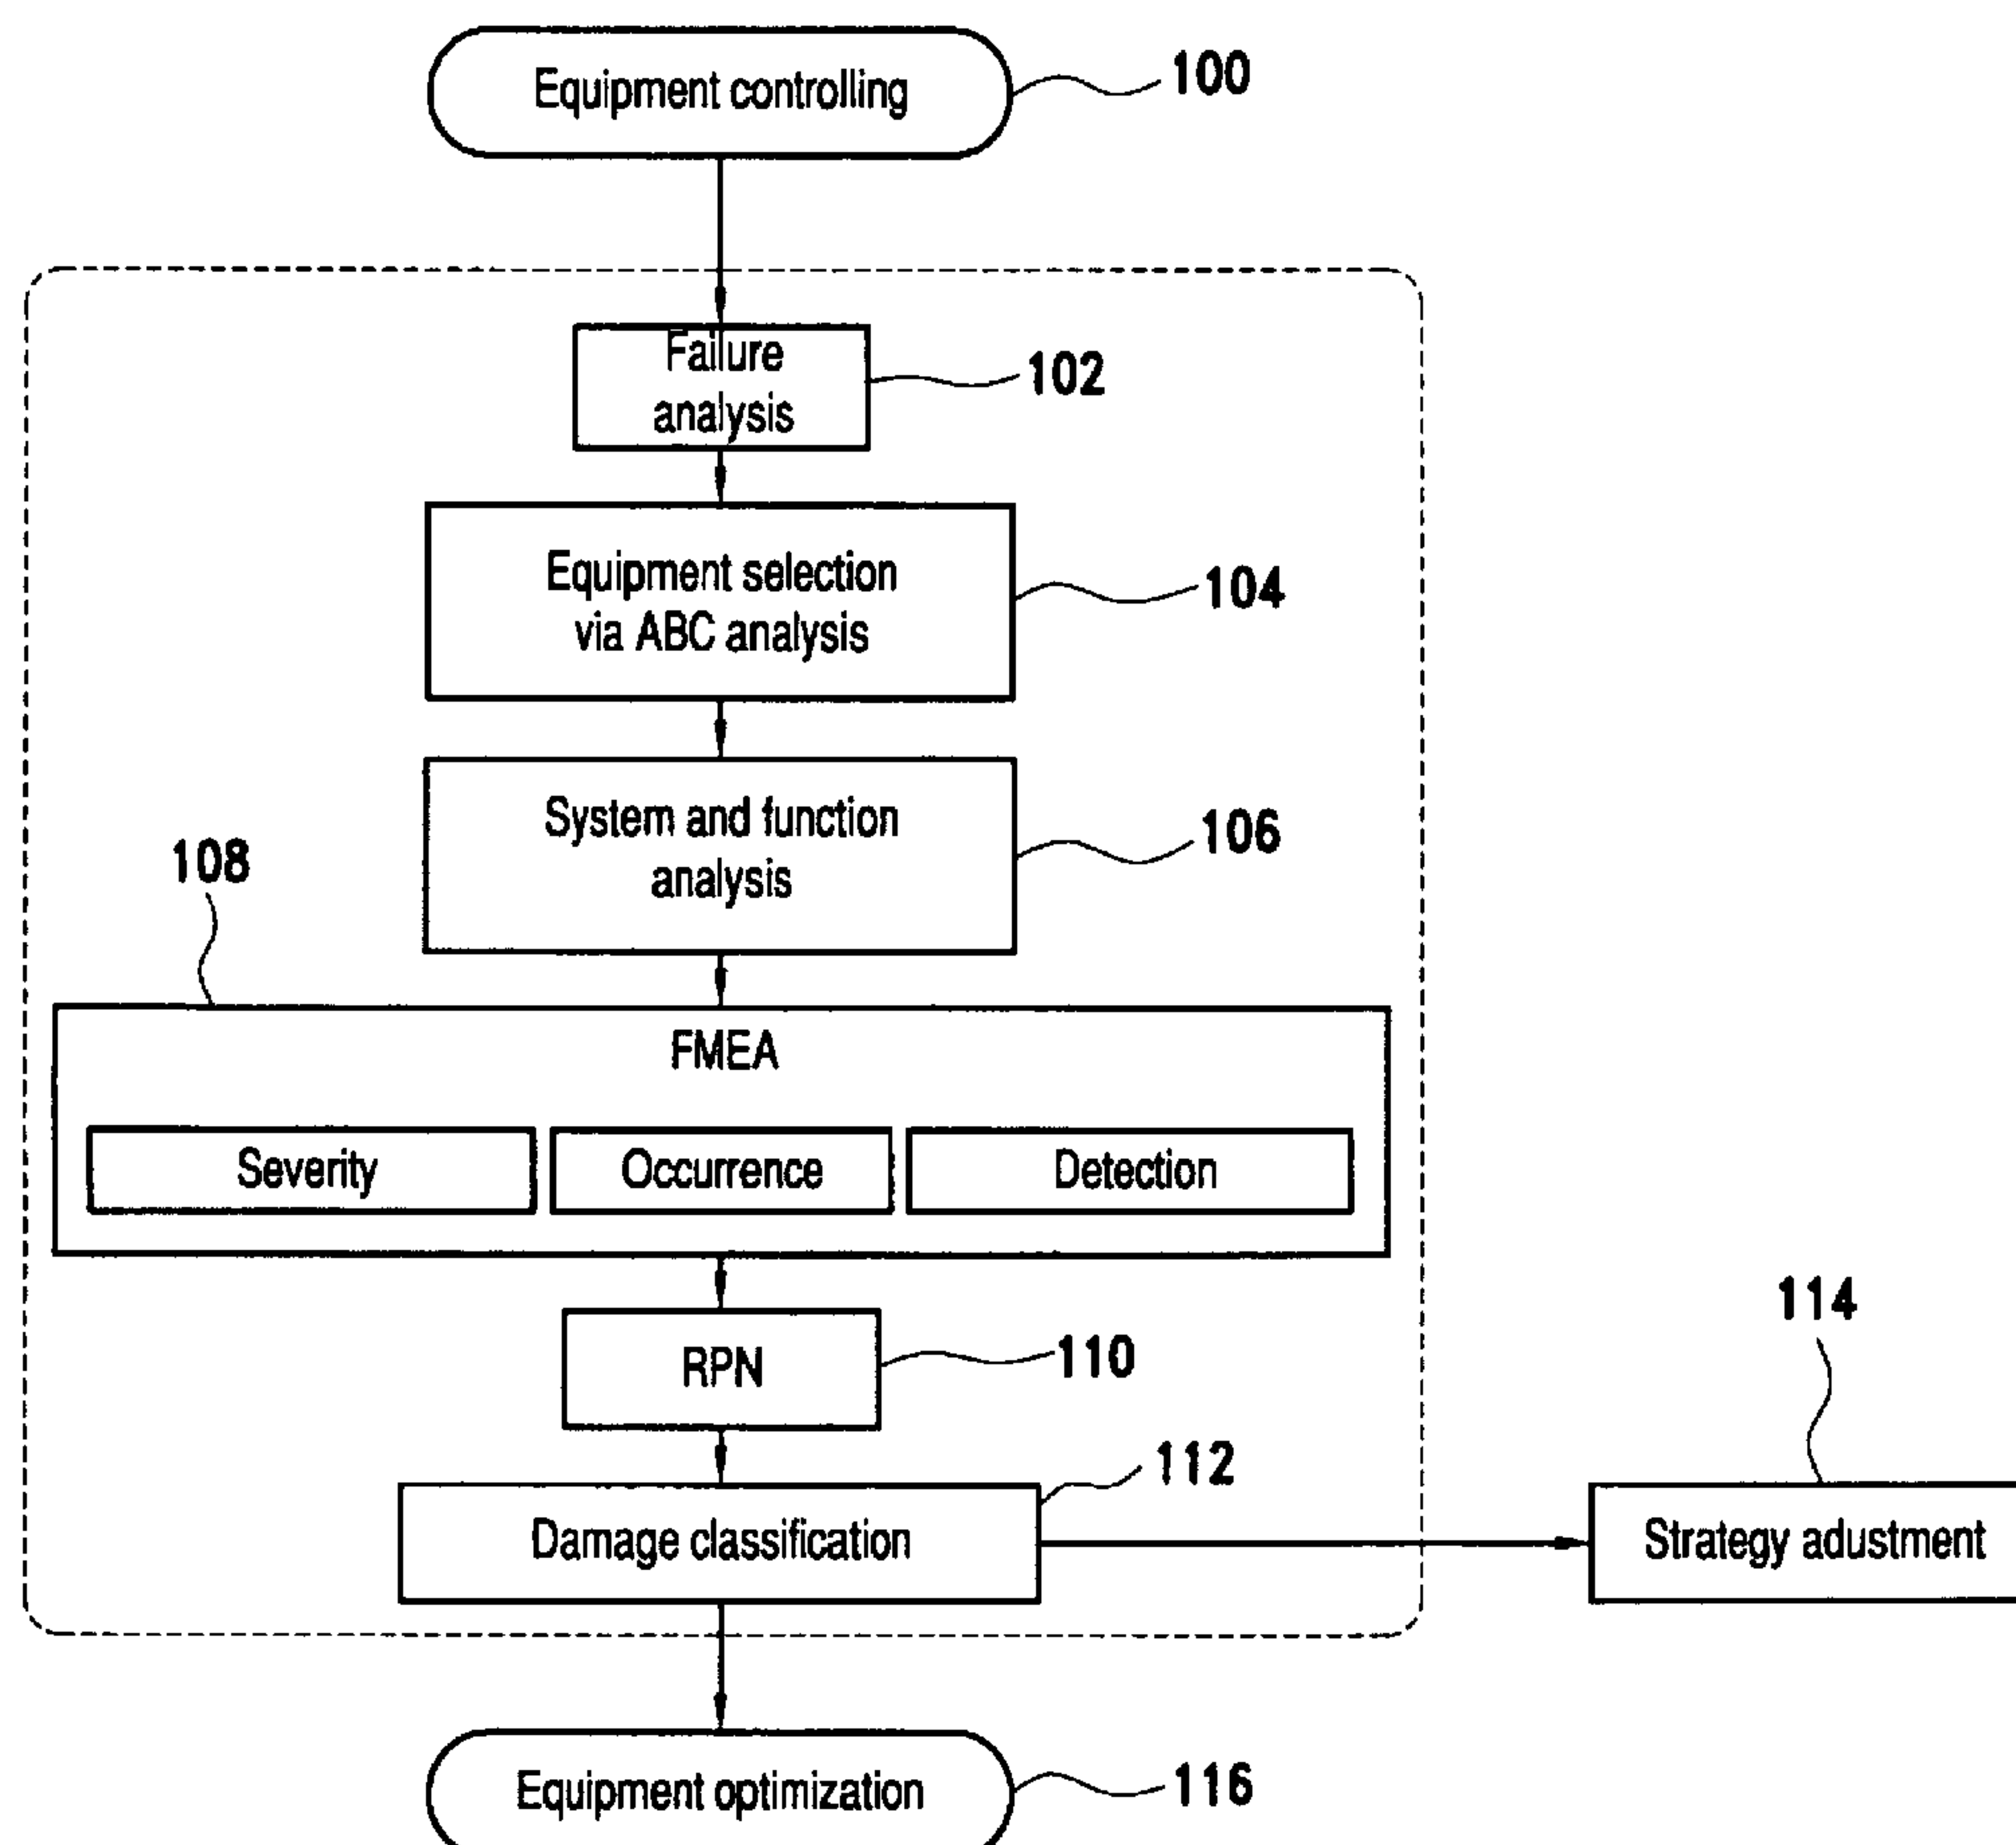 Equipment controlling
100
Failure
analysis
102
Equipment selection
via ABC analysis
104
System and function
analysis
106
108
FMEA
Severity
Occurrence
Detection
RPN
110
114
112
Damage classification
Strategy adustment
Equipment optimization
116